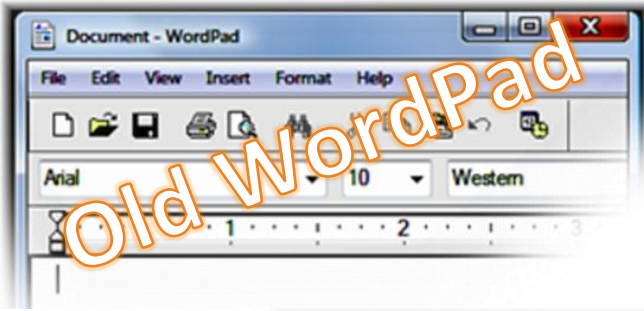 Document - WordPad
File Edit View Insert Format Help
Arial 10 Western
1 2 3
Old WordPad